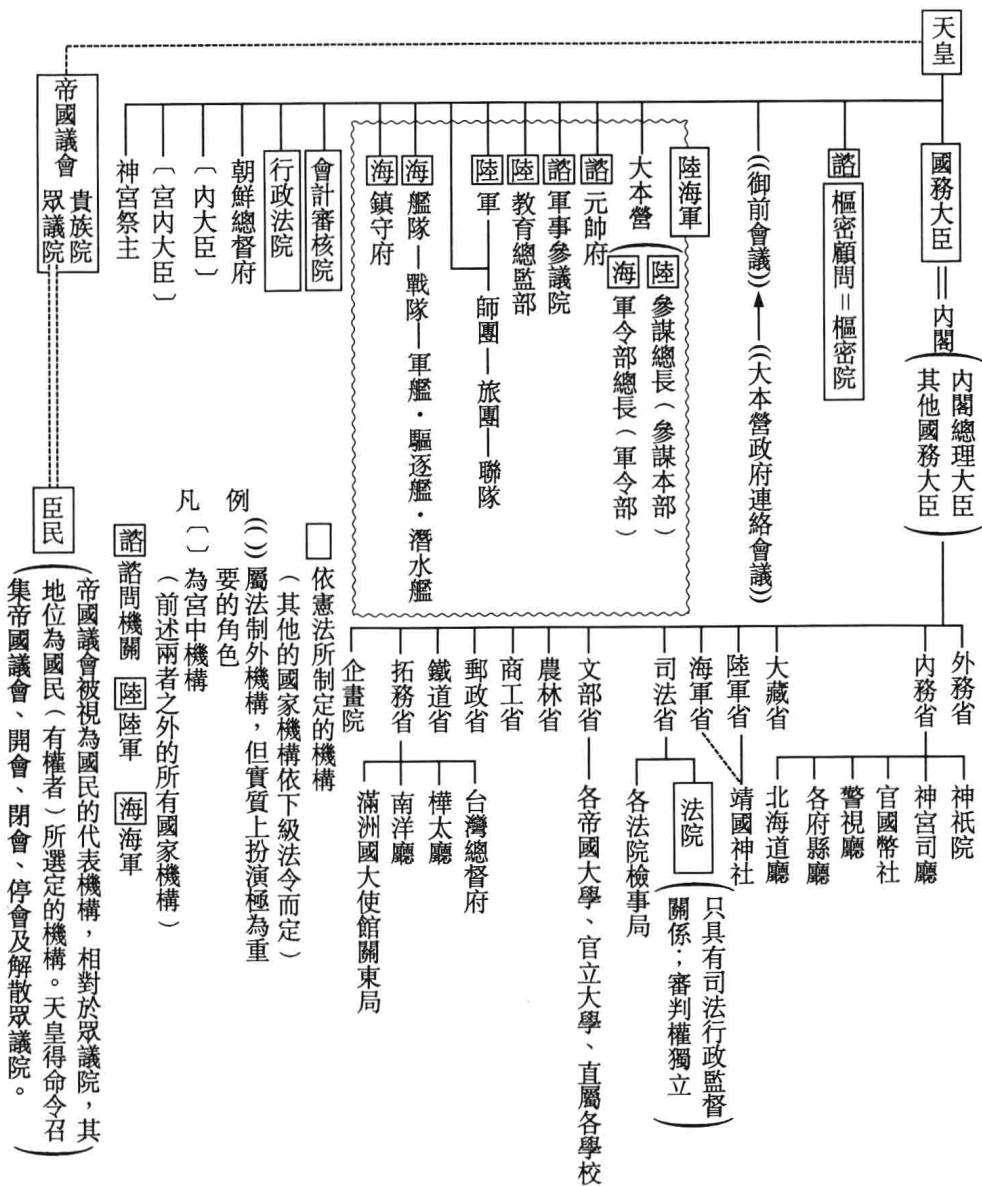 天皇
國務大臣
內閣
內閣總理大臣
其他國務大臣
諮 樞密顧問＝樞密院
((御前會議))
((大本營政府連絡會議))
陸海軍
大本營
陸 參謀總長（參謀本部）
海 軍令部總長（軍令部）
諮 元帥府
諮 軍事參議院
陸 教育總監部
陸 軍
師團—旅團—聯隊
海 艦隊—戰隊—軍艦・驅逐艦・潛水艦
海 鎮守府
會計審核院
行政法院
朝鮮總督府
〔內大臣〕
〔宮內大臣〕
神宮祭主
帝國議會
貴族院
眾議院
外務省
內務省
神祇院
神宮司廳
官國幣社
警視廳
各府縣廳
北海道廳
大藏省
陸軍省
海軍省
靖國神社
司法省
法院
只具有司法行政監督
關係；審判權獨立
各法院檢事局
文部省
各帝國大學、官立大學、直屬各學校
農林省
商工省
郵政省
鐵道省
拓務省
台灣總督府
樺太廳
南洋廳
滿洲國大使館關東局
企畫院
凡例
依憲法所制定的機構
（其他的國家機構依下級法令而定）
(()) 屬法制外機構，但實質上扮演極為重
要的角色
〔〕為宮中機構
（前述兩者之外的所有國家機構）
諮 諮問機關 陸 陸軍 海 海軍
臣民
帝國議會被視為國民的代表機構，相對於眾議院，其
地位為國民（有權者）所選定的機構。天皇得命令召
集帝國議會、開會、閉會、停會及解散眾議院。